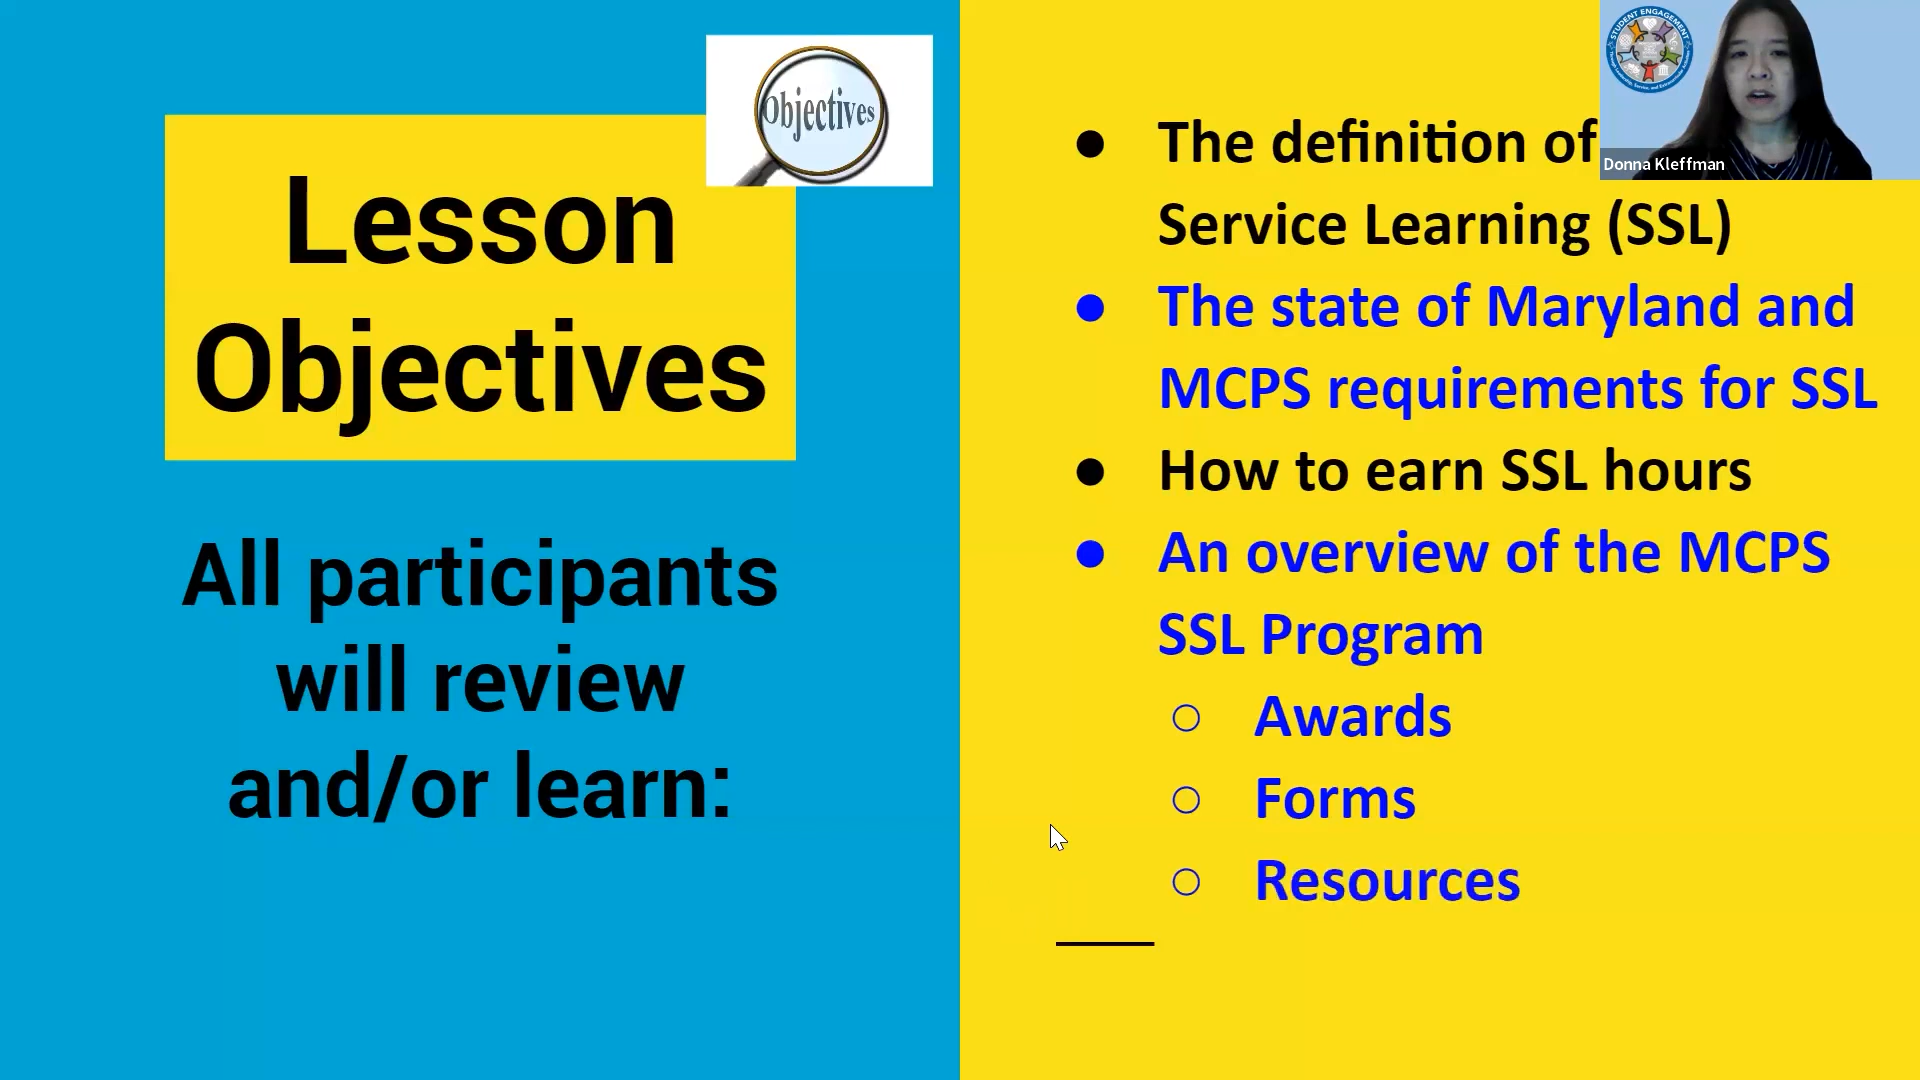 Objectives
Lesson
Objectives
All participants
will review
and/or learn:
● The definition of
Service Learning (SSL)
● The state of Maryland and
MCPS requirements for SSL
● How to earn SSL hours
● An overview of the MCPS
SSL Program
○ Awards
○ Forms
○ Resources
STUDENT ENGAGEMENT
Donna Kleffman